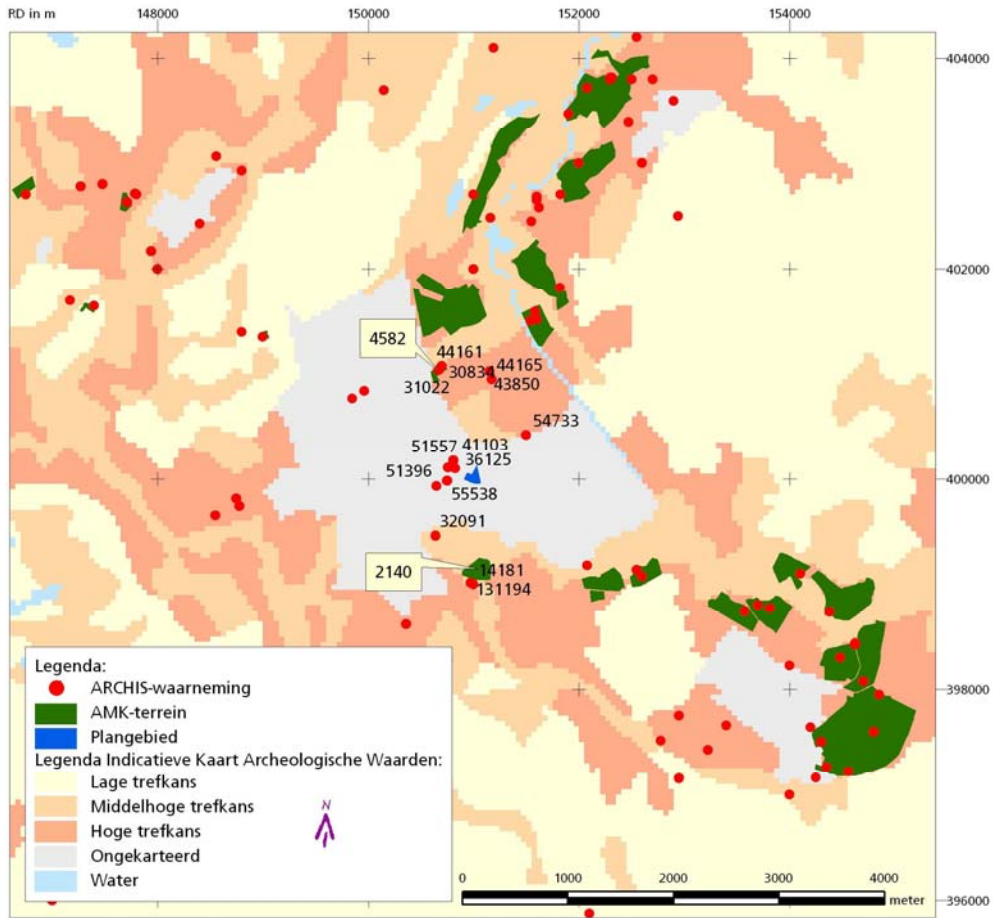 RD in m
148000
150000
152000
154000
404000
402000
4582
44161
30834
44165
31022
43850
54733
51557
41103
36125
51396
400000
55538
32091
2140
14181
131194
Legenda:
ARCHIS-waarneming
AMK-terrein
Plangebied
Legenda Indicatieve Kaart Archeologische Waarden:
Lage trefkans
Middelhoge trefkans
Hoge trefkans
Ongekarteerd
Water
N
398000
0
1000
2000
3000
4000
meter
396000